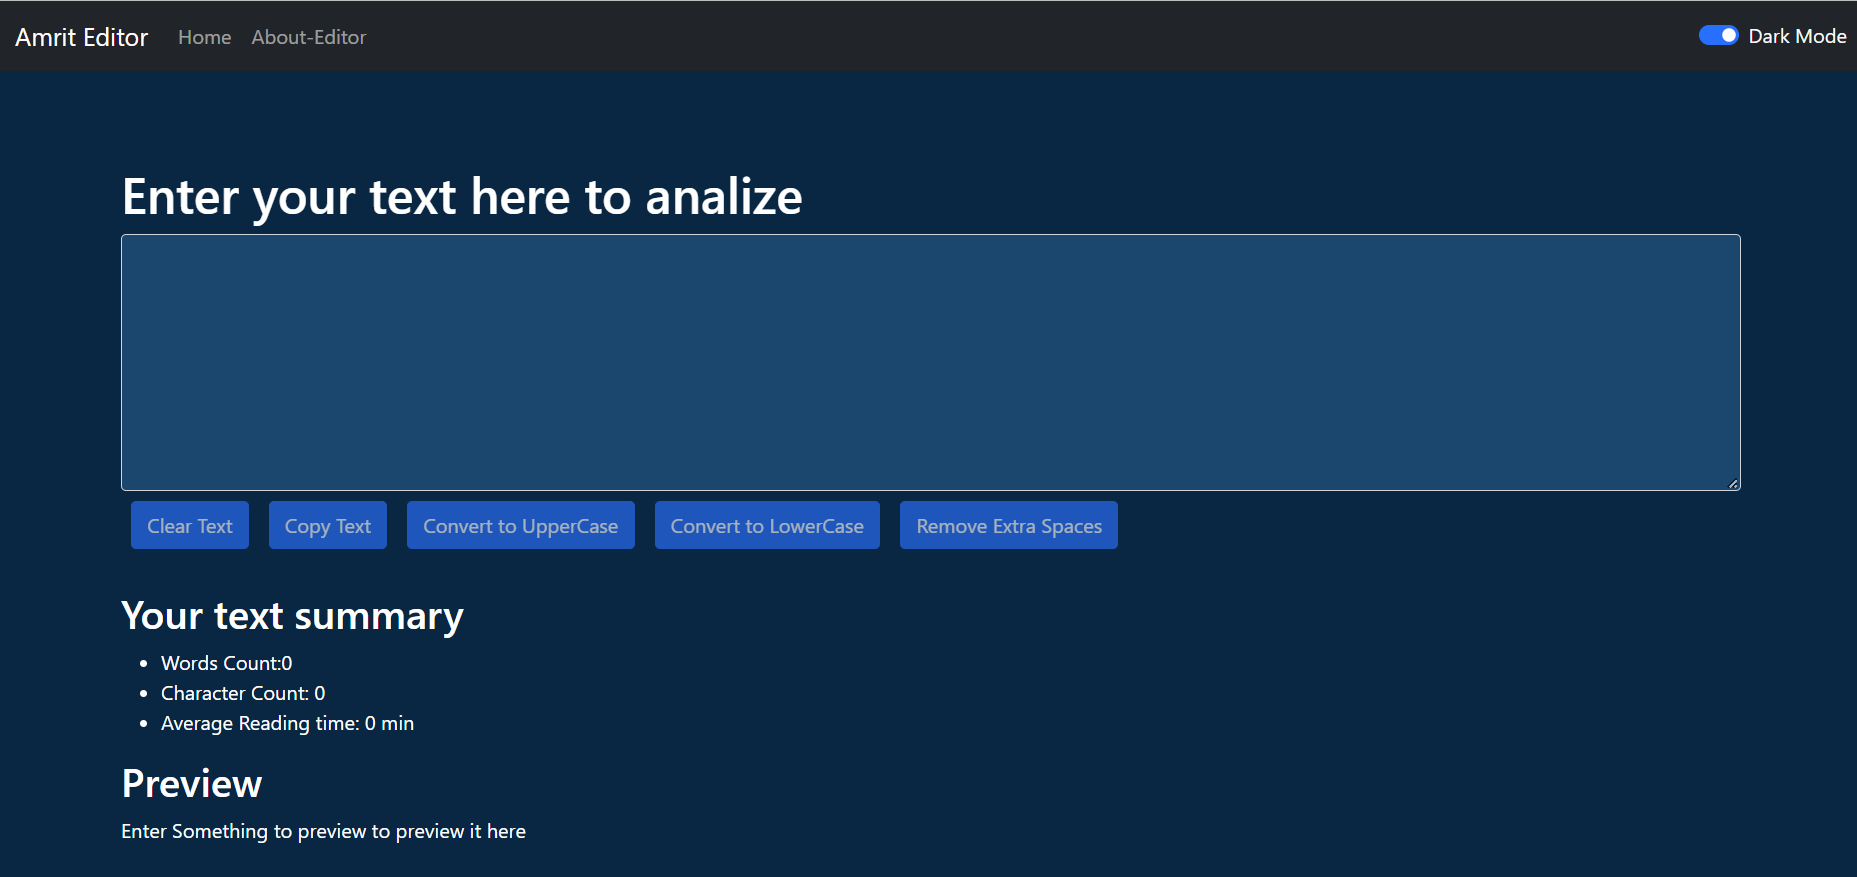 Amrit Editor Home About-Editor Dark Mode
Enter your text here to analize
Clear Text Copy Text Convert to UpperCase Convert to LowerCase Remove Extra Spaces
Your text summary
Words Count:0
Character Count: 0
Average Reading time: 0 min
Preview
Enter Something to preview to preview it here